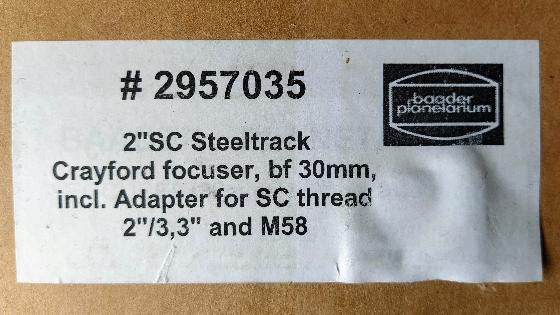 # 2957035
baader
planetarium
2"SC Steeltrack
Crayford focuser, bf 30mm,
incl. Adapter for SC thread
2"/3,3" and M58